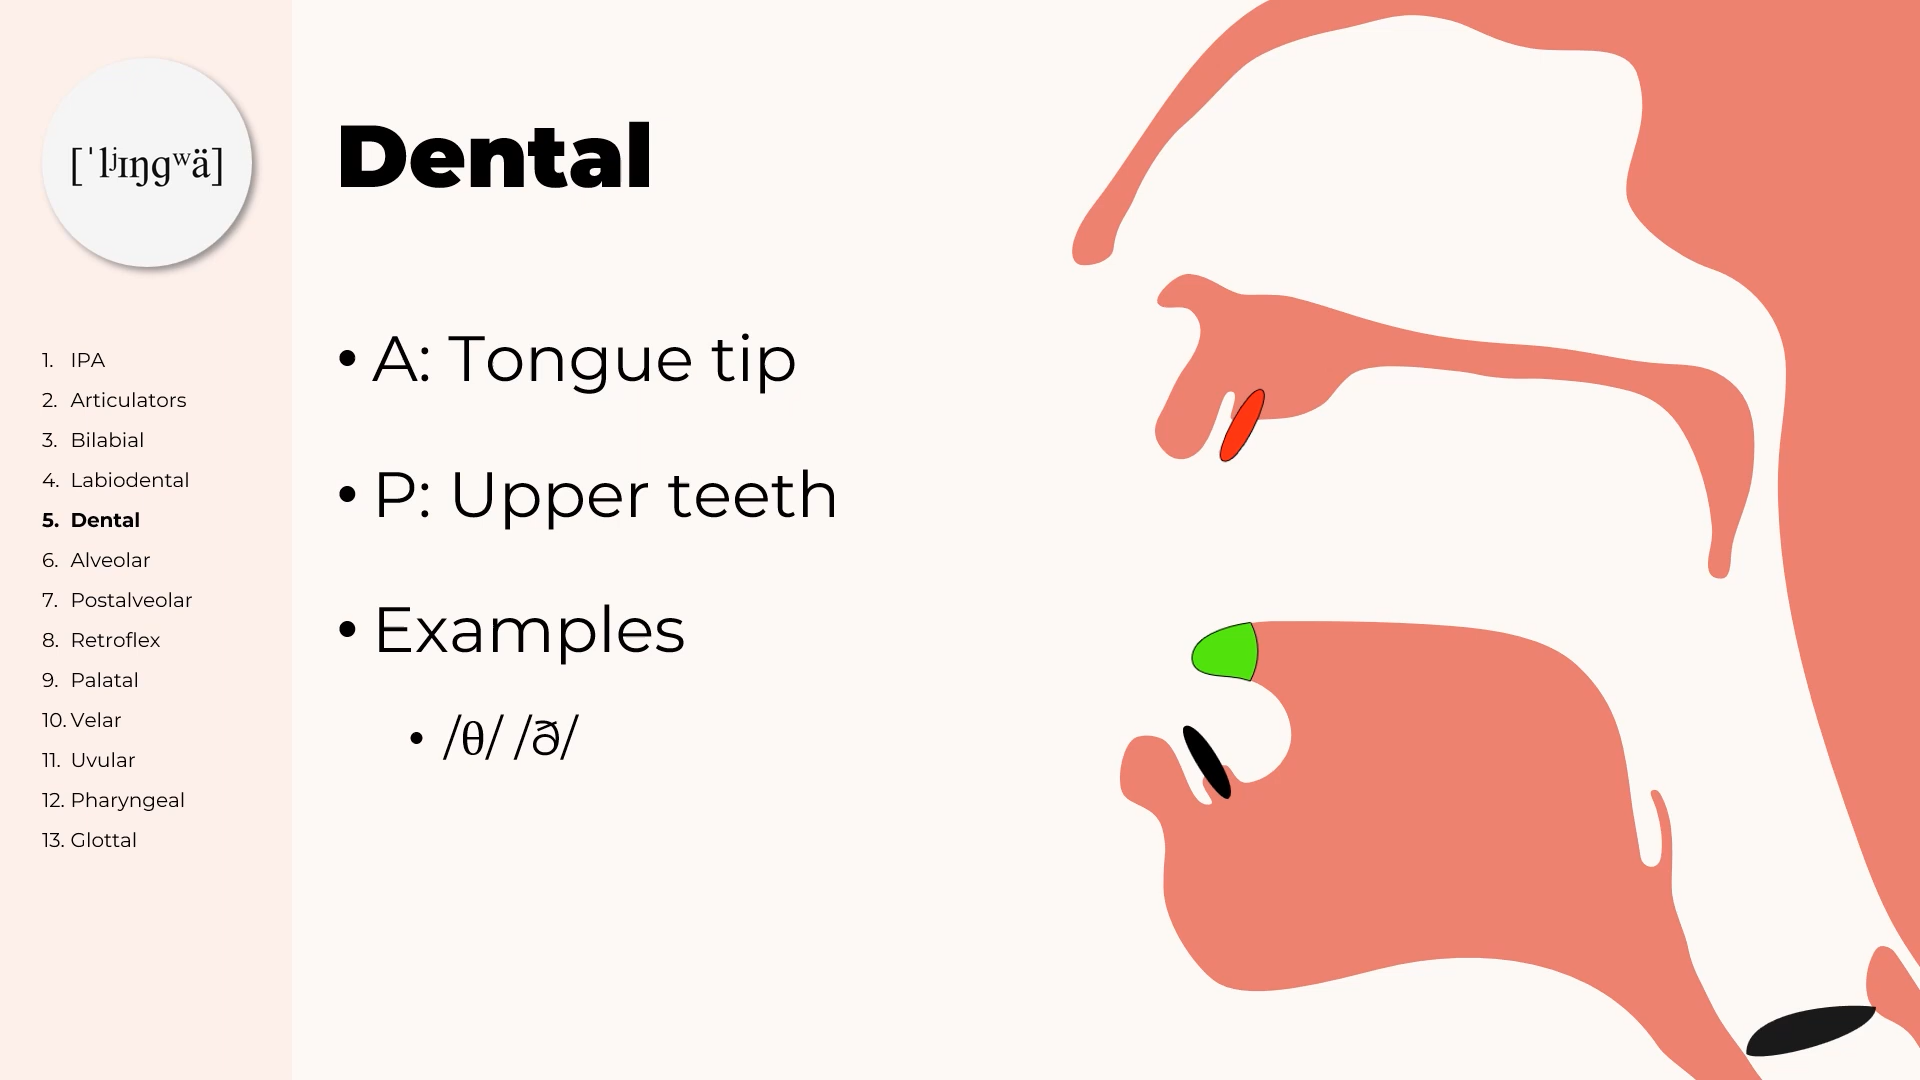 [ˈlʲɪŋɡʷä]
1. IPA
2. Articulators
3. Bilabial
4. Labiodental
5. Dental
6. Alveolar
7. Postalveolar
8. Retroflex
9. Palatal
10. Velar
11. Uvular
12. Pharyngeal
13. Glottal
Dental
• A: Tongue tip
• P: Upper teeth
• Examples
• /θ/ /ð/